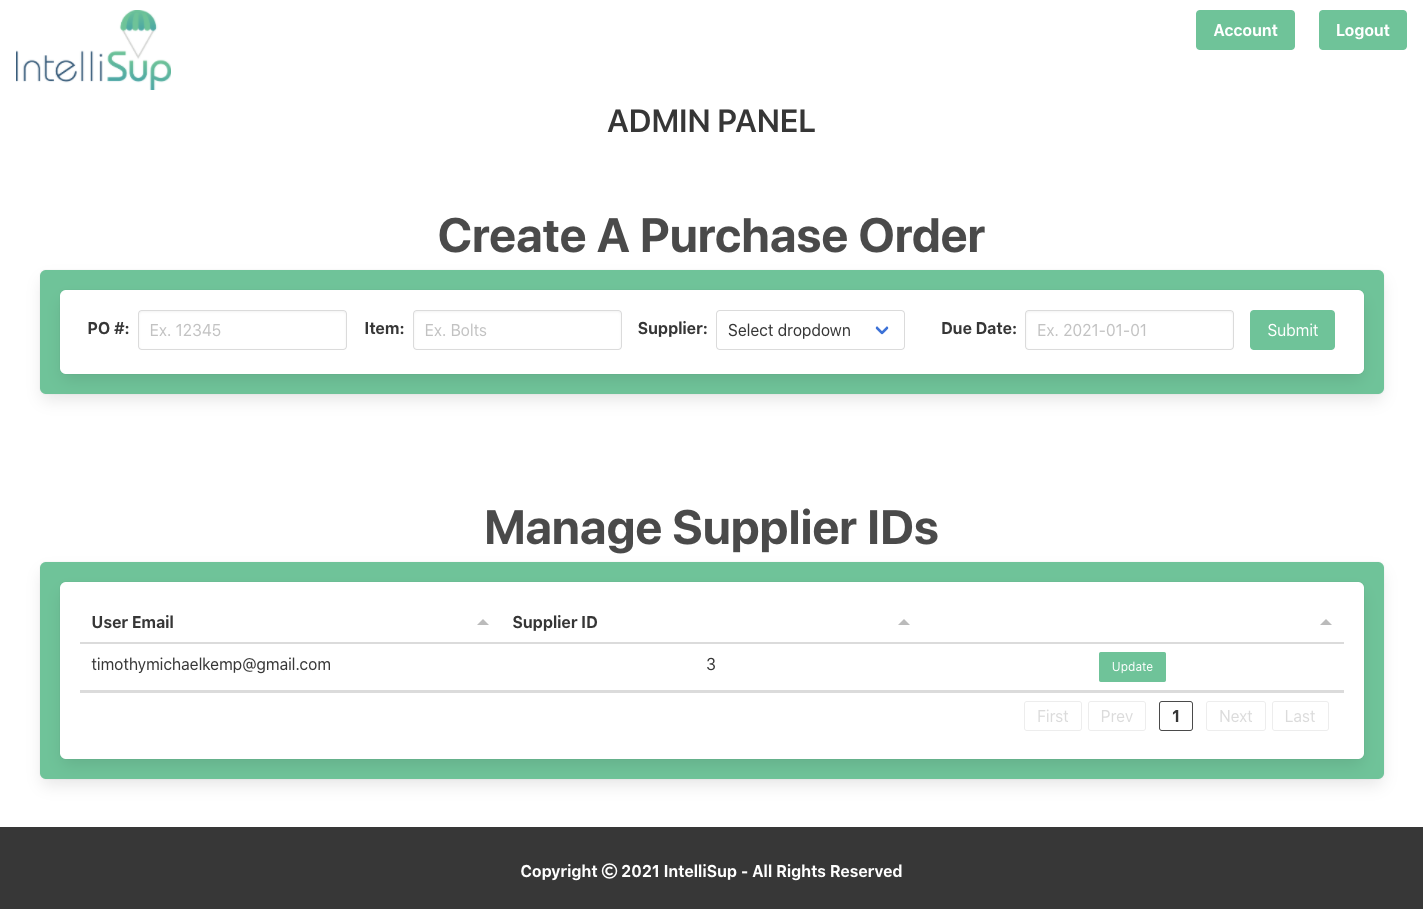 IntelliSup
Account
Logout
ADMIN PANEL
Create A Purchase Order
PO #: Ex. 12345 Item: Ex. Bolts Supplier: Select dropdown Due Date: Ex. 2021-01-01 Submit
Manage Supplier IDs
User Email Supplier ID
timothymichaelkemp@gmail.com 3 Update
First Prev 1 Next Last
Copyright © 2021 IntelliSup - All Rights Reserved